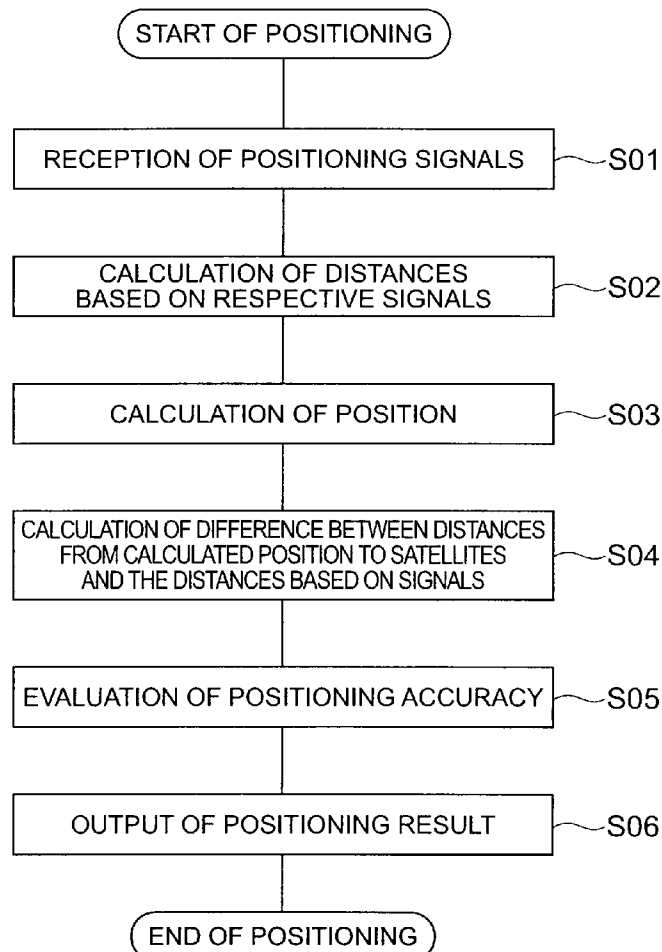 START OF POSITIONING
RECEPTION OF POSITIONING SIGNALS
S01
CALCULATION OF DISTANCES
BASED ON RESPECTIVE SIGNALS
S02
CALCULATION OF POSITION
S03
CALCULATION OF DIFFERENCE BETWEEN DISTANCES
FROM CALCULATED POSITION TO SATELLITES
AND THE DISTANCES BASED ON SIGNALS
S04
EVALUATION OF POSITIONING ACCURACY
S05
OUTPUT OF POSITIONING RESULT
S06
END OF POSITIONING